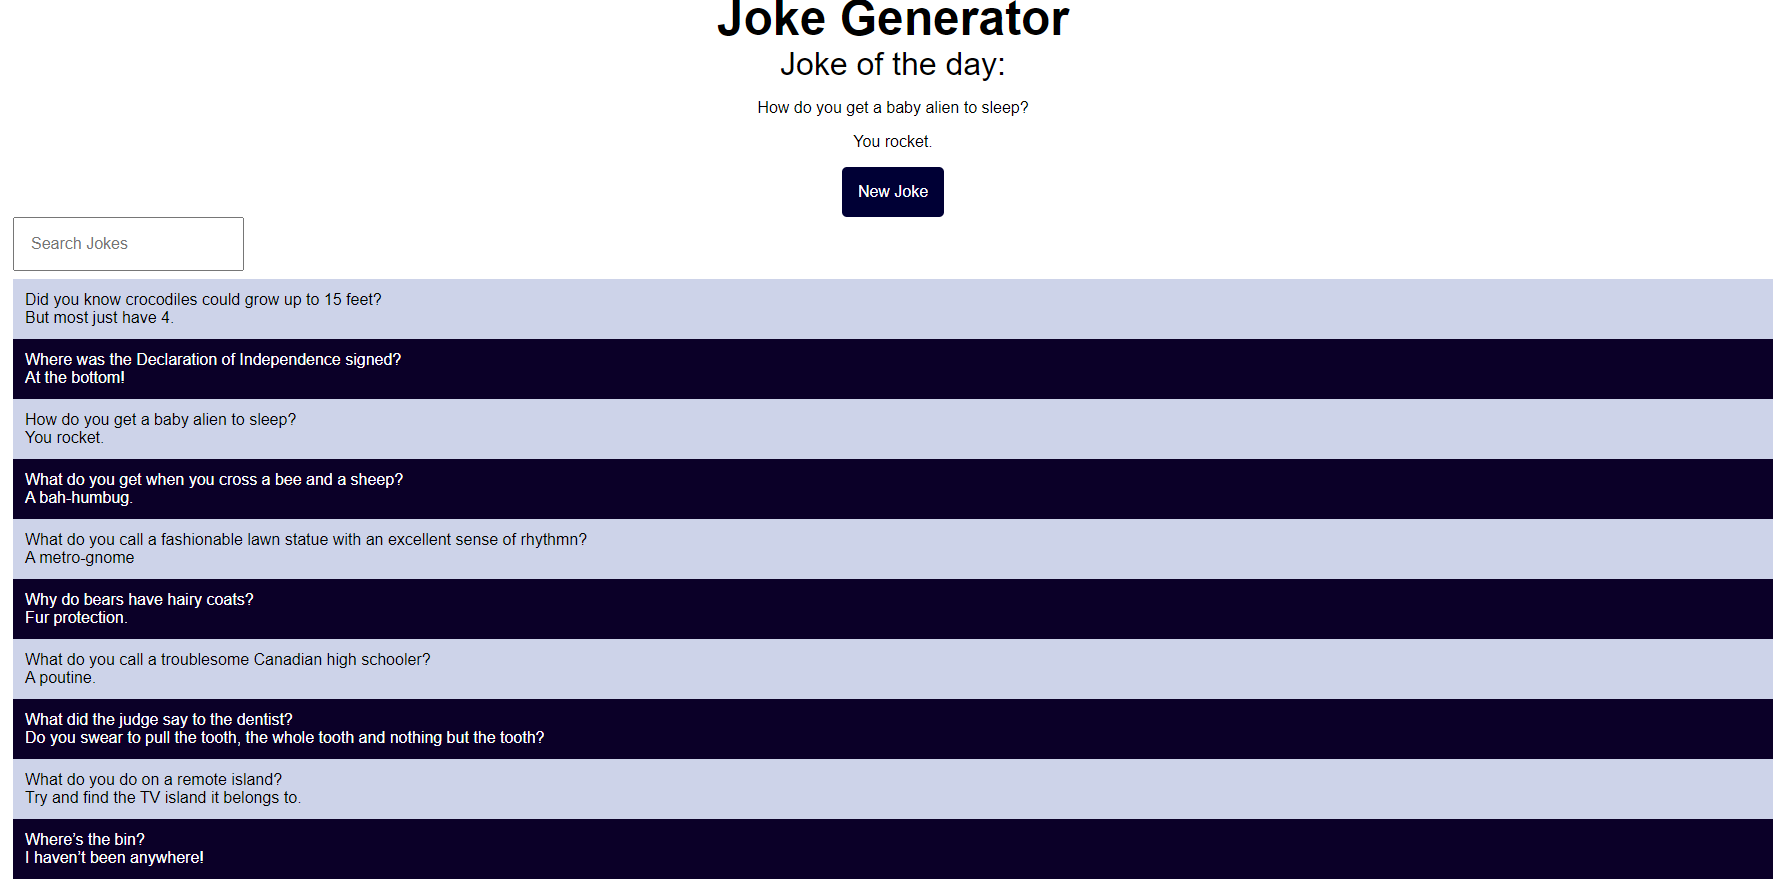 Joke Generator
Joke of the day:
How do you get a baby alien to sleep?
You rocket.
New Joke
Search Jokes
Did you know crocodiles could grow up to 15 feet?
But most just have 4.
Where was the Declaration of Independence signed?
At the bottom!
How do you get a baby alien to sleep?
You rocket.
What do you get when you cross a bee and a sheep?
A bah-humbug.
What do you call a fashionable lawn statue with an excellent sense of rhythmn?
A metro-gnome
Why do bears have hairy coats?
Fur protection.
What do you call a troublesome Canadian high schooler?
A poutine.
What did the judge say to the dentist?
Do you swear to pull the tooth, the whole tooth and nothing but the tooth?
What do you do on a remote island?
Try and find the TV island it belongs to.
Where’s the bin?
I haven’t been anywhere!